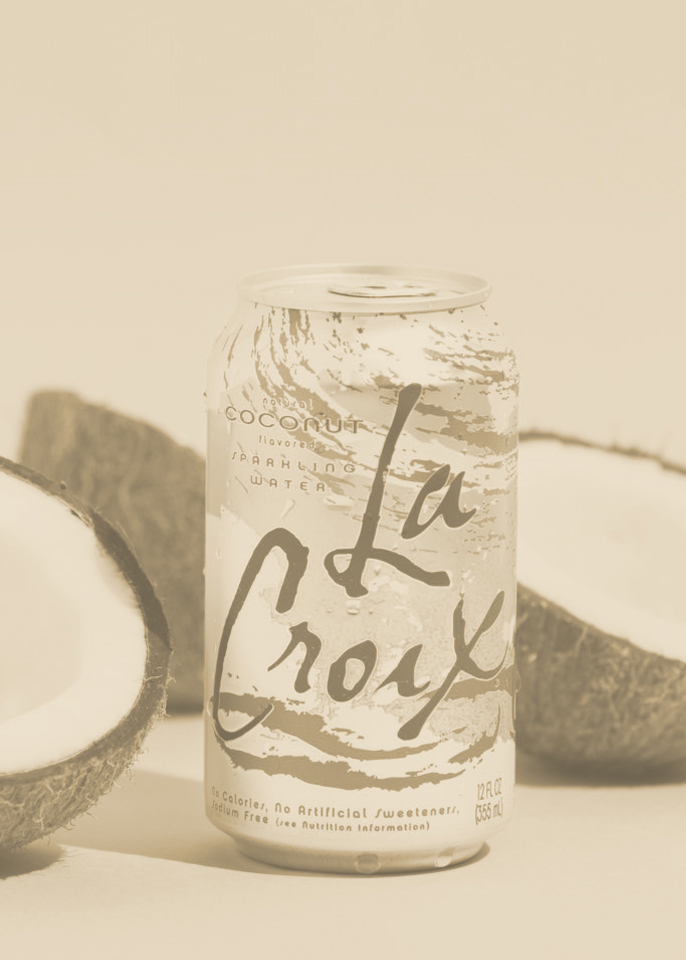 natural
COCONUT
flavored
SPARKLING
WATER
La
Croix
No Calories, No Artificial Sweeteners,
Sodium Free (see Nutrition Information)
12 FL OZ
(355 mL)